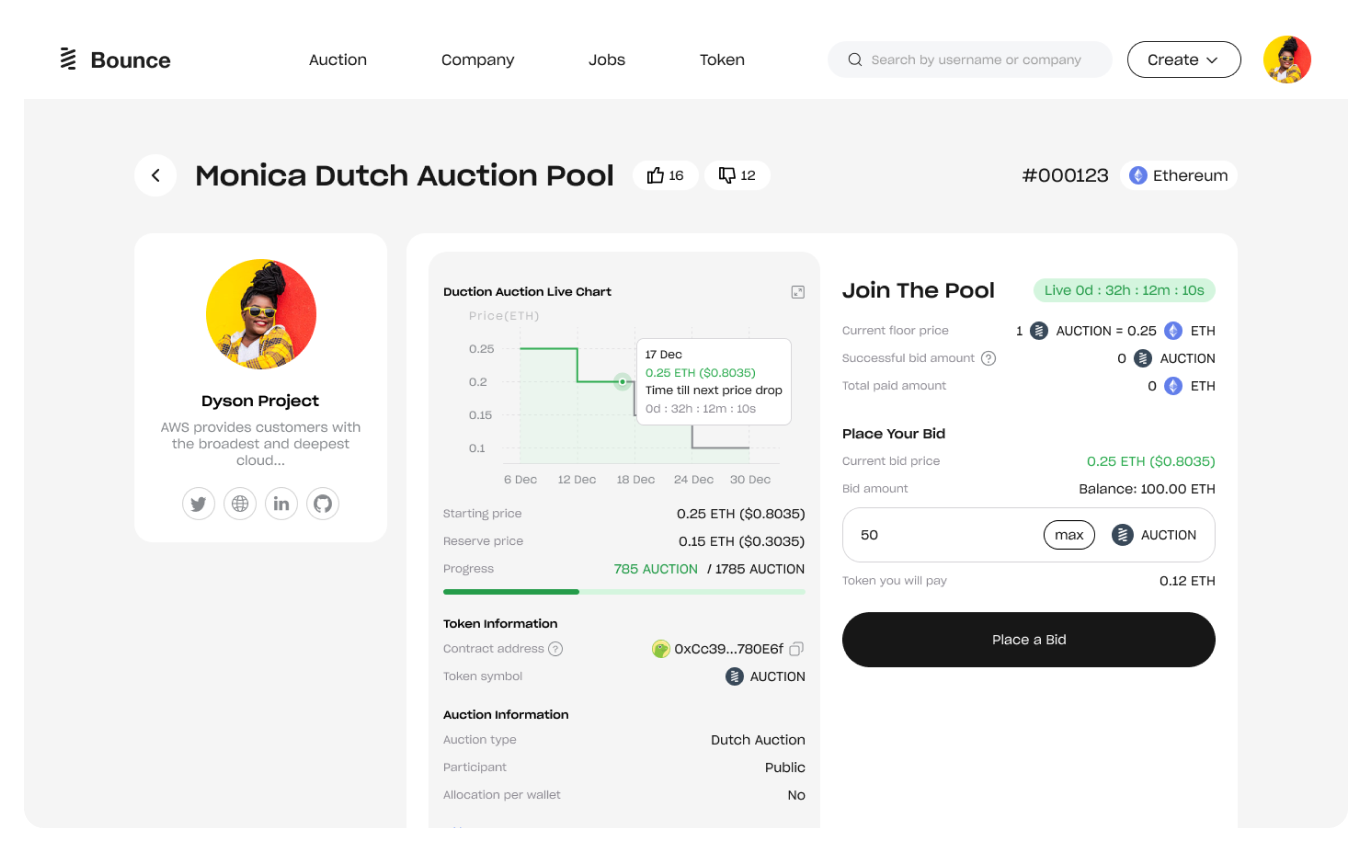 Bounce
Auction
Company
Jobs
Token
Search by username or company
Create
Monica Dutch Auction Pool
16
12
#000123
Ethereum
Dyson Project
AWS provides customers with
the broadest and deepest
cloud...
in
Duction Auction Live Chart
Price(ETH)
0.25
0.2
0.15
0.1
17 Dec
0.25 ETH ($0.8035)
Time till next price drop
0d : 32h : 12m : 10s
6 Dec 12 Dec 18 Dec 24 Dec 30 Dec
Starting price 0.25 ETH ($0.8035)
Reserve price 0.15 ETH ($0.3035)
Progress 785 AUCTION / 1785 AUCTION
Token Information
Contract address ? 0xCc39...780E6f
Token symbol AUCTION
Auction Information
Auction type Dutch Auction
Participant Public
Allocation per wallet No
Join The Pool Live 0d : 32h : 12m : 10s
Current floor price 1 AUCTION = 0.25 ETH
Successful bid amount ? 0 AUCTION
Total paid amount 0 ETH
Place Your Bid
Current bid price 0.25 ETH ($0.8035)
Bid amount Balance: 100.00 ETH
50 max AUCTION
Token you will pay 0.12 ETH
Place a Bid